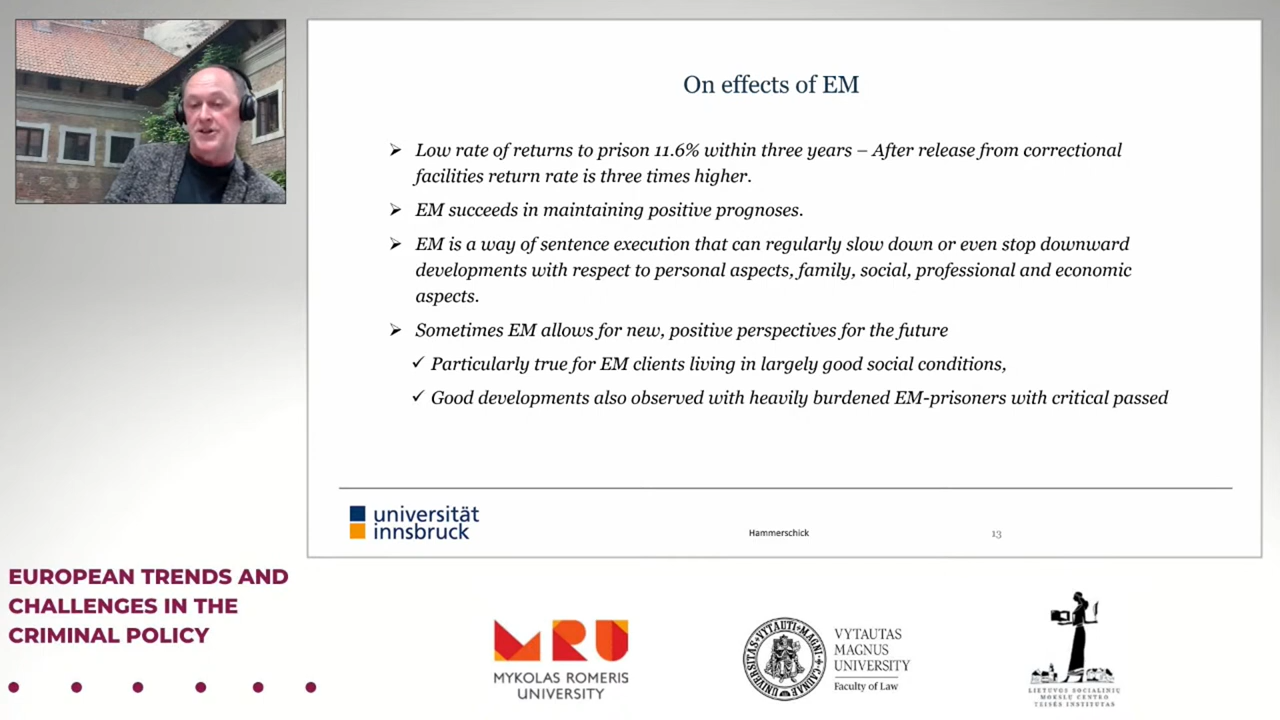 On effects of EM
➢ Low rate of returns to prison 11.6% within three years – After release from correctional
facilities return rate is three times higher.
➢ EM succeeds in maintaining positive prognoses.
➢ EM is a way of sentence execution that can regularly slow down or even stop downward
developments with respect to personal aspects, family, social, professional and economic
aspects.
➢ Sometimes EM allows for new, positive perspectives for the future
✓ Particularly true for EM clients living in largely good social conditions,
✓ Good developments also observed with heavily burdened EM-prisoners with critical passed
universität
innsbruck
Hammerschick
13
EUROPEAN TRENDS AND
CHALLENGES IN THE
CRIMINAL POLICY
MRU
MYKOLAS ROMERIS
UNIVERSITY
VYTAUTAS
MAGNUS
UNIVERSITY
Faculty of Law
LIETUVOS SOCIALINIŲ
MOKSLŲ CENTRO
TEISĖS INSTITUTAS